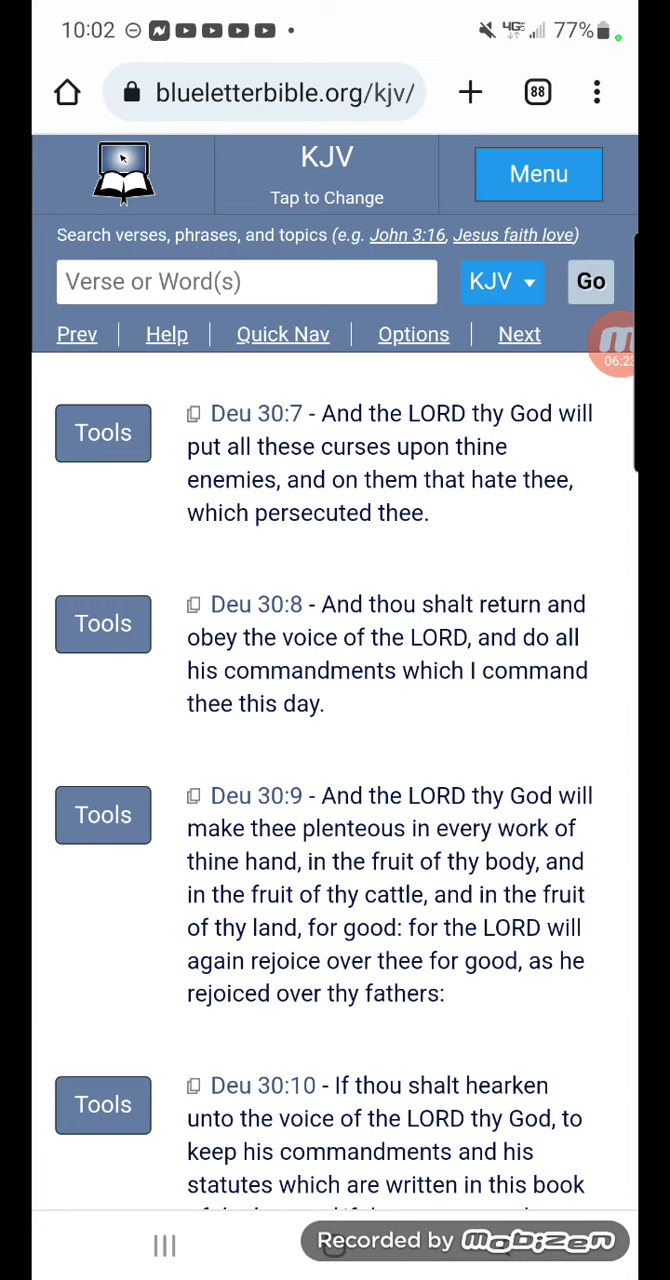 10:02 77%
blueletterbible.org/kjv/ 88
KJV
Tap to Change
Menu
Search verses, phrases, and topics (e.g. John 3:16, Jesus faith love)
Verse or Word(s) KJV Go
Prev Help Quick Nav Options Next
06:23
Tools
Deu 30:7 - And the LORD thy God will
put all these curses upon thine
enemies, and on them that hate thee,
which persecuted thee.
Tools
Deu 30:8 - And thou shalt return and
obey the voice of the LORD, and do all
his commandments which I command
thee this day.
Tools
Deu 30:9 - And the LORD thy God will
make thee plenteous in every work of
thine hand, in the fruit of thy body, and
in the fruit of thy cattle, and in the fruit
of thy land, for good: for the LORD will
again rejoice over thee for good, as he
rejoiced over thy fathers:
Tools
Deu 30:10 - If thou shalt hearken
unto the voice of the LORD thy God, to
keep his commandments and his
statutes which are written in this book
Recorded by mobizen